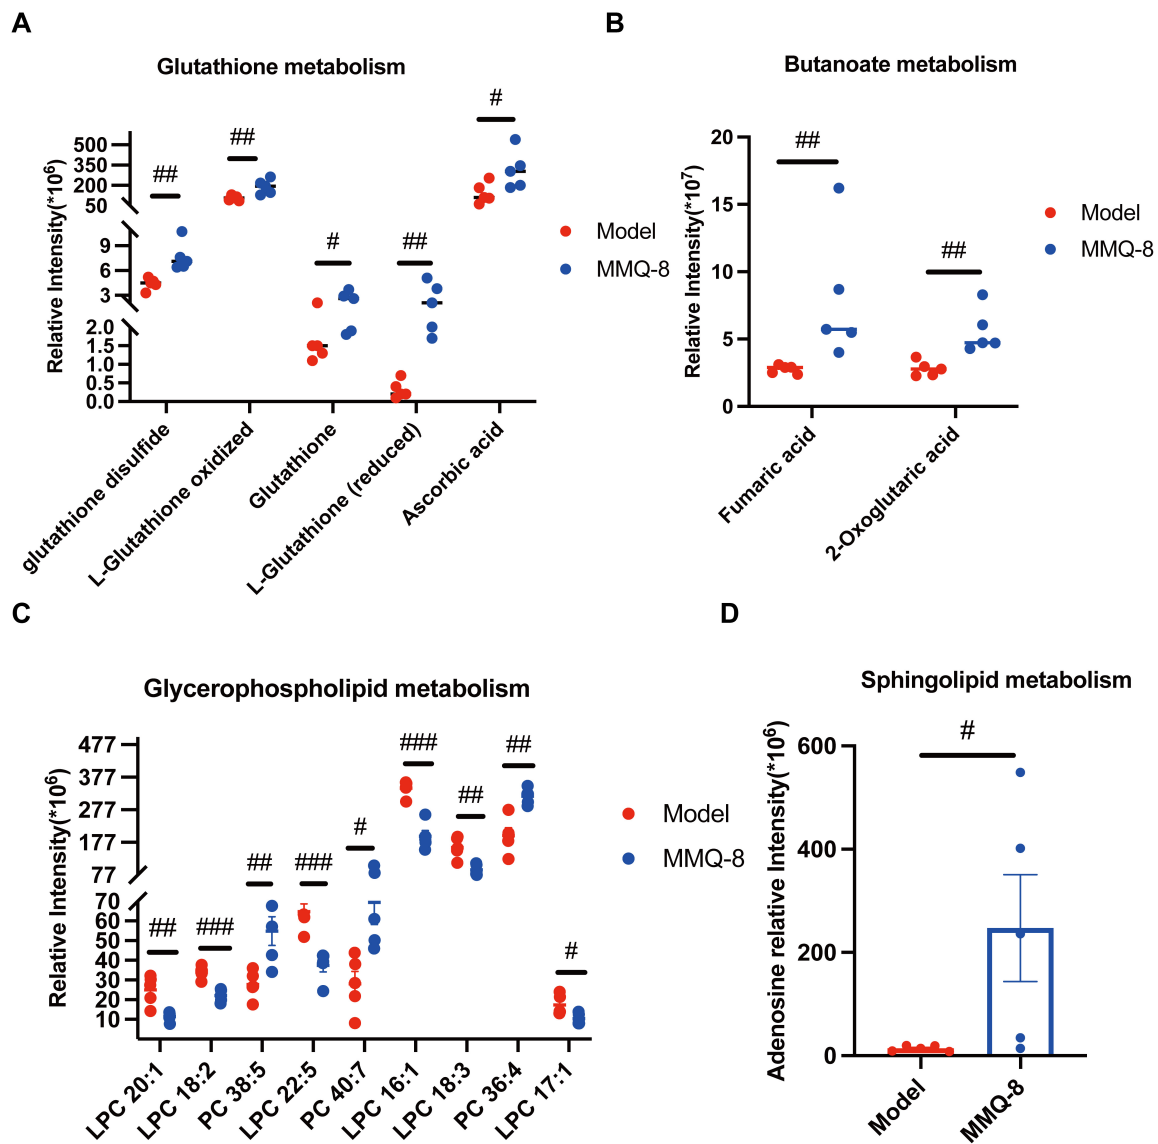 A
Glutathione metabolism
Relative Intensity(*10⁶)
500
350
200
50
9
6
3
2.0
1.5
1.0
0.5
0.0
##
##
#
##
#
glutathione disulfide
L-Glutathione oxidized
Glutathione
L-Glutathione (reduced)
Ascorbic acid
Model
MMQ-8
B
Butanoate metabolism
Relative Intensity(*10⁷)
20
15
10
5
0
##
##
Fumaric acid
2-Oxoglutaric acid
Model
MMQ-8
C
Glycerophospholipid metabolism
Relative Intensity(*10⁶)
477
377
277
177
77
70
60
50
40
30
20
10
##
###
##
###
#
###
##
##
#
LPC 20:1
LPC 18:2
PC 38:5
LPC 22:5
PC 40:7
LPC 16:1
LPC 18:3
PC 36:4
LPC 17:1
Model
MMQ-8
D
Sphingolipid metabolism
Adenosine relative Intensity(*10⁶)
600
400
200
0
#
Model
MMQ-8